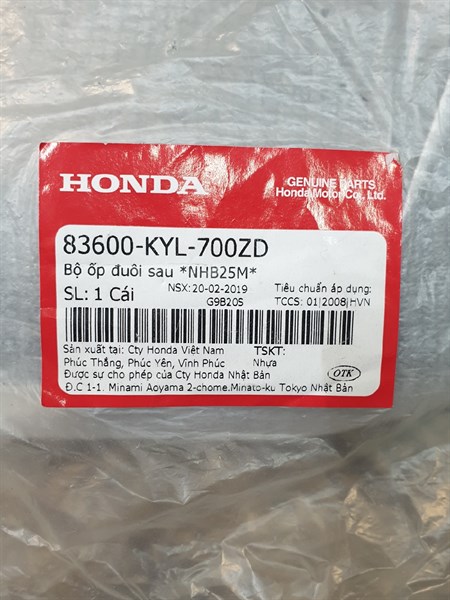 HONDA
GENUINE PARTS
Honda Motor Co., Ltd.
83600-KYL-700ZD
Bộ ốp đuôi sau *NHB25M*
SL: 1 Cái
NSX: 20-02-2019
G9B20S
Tiêu chuẩn áp dụng:
TCCS: 01|2008|HVN
Sản xuất tại: Cty Honda Việt Nam
Phúc Thắng, Phúc Yên, Vĩnh Phúc
Được sự cho phép của Cty Honda Nhật Bản
Đ.C 1-1. Minami Aoyama 2-chome.Minato-ku Tokyo Nhật Bản
TSKT:
Nhựa
OTK